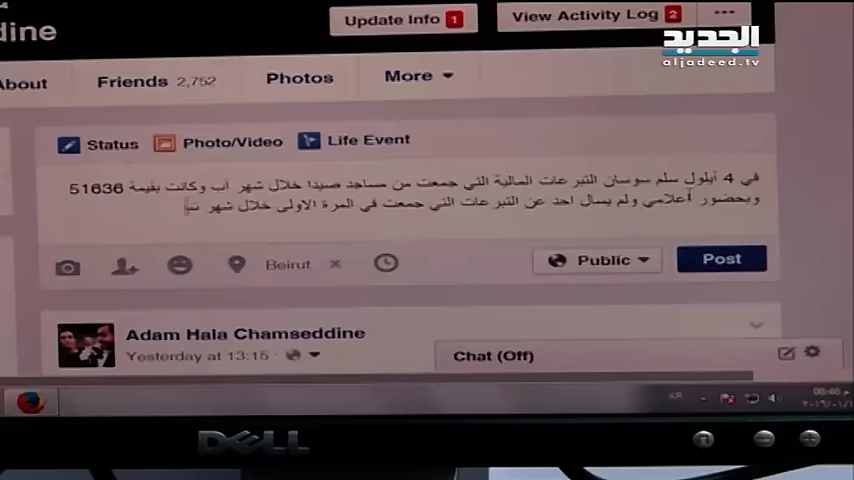 dine
Update Info 1
View Activity Log 2
...
الجديد
aljadeed.tv
About
Friends 2,752
Photos
More
Status
Photo/Video
Life Event
في 4 أيلول سلم سوسان التبرعات المالية التي جمعت من مساجد صيدا خلال شهر آب وكانت بقيمة 51636
وبحضور أعلامي ولم يسال احد عن التبرعات التي جمعت في المرة الاولى خلال شهر تم
Beirut ×
Public
Post
Adam Hala Chamseddine
Yesterday at 13:15
Chat (Off)
AR
DELL